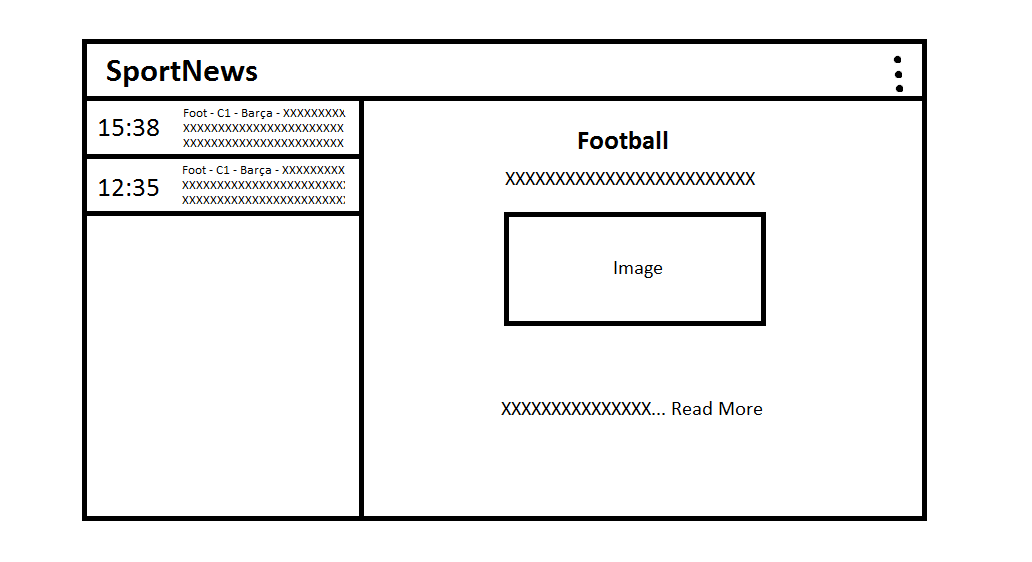 SportNews
15:38
Foot - C1 - Barça - XXXXXXXXX
XXXXXXXXXXXXXXXXXXXXXXX
XXXXXXXXXXXXXXXXXXXXXXX
12:35
Foot - C1 - Barça - XXXXXXXXX
XXXXXXXXXXXXXXXXXXXXXXX
XXXXXXXXXXXXXXXXXXXXXXX
Football
XXXXXXXXXXXXXXXXXXXXXXXXX
Image
XXXXXXXXXXXXXXX... Read More